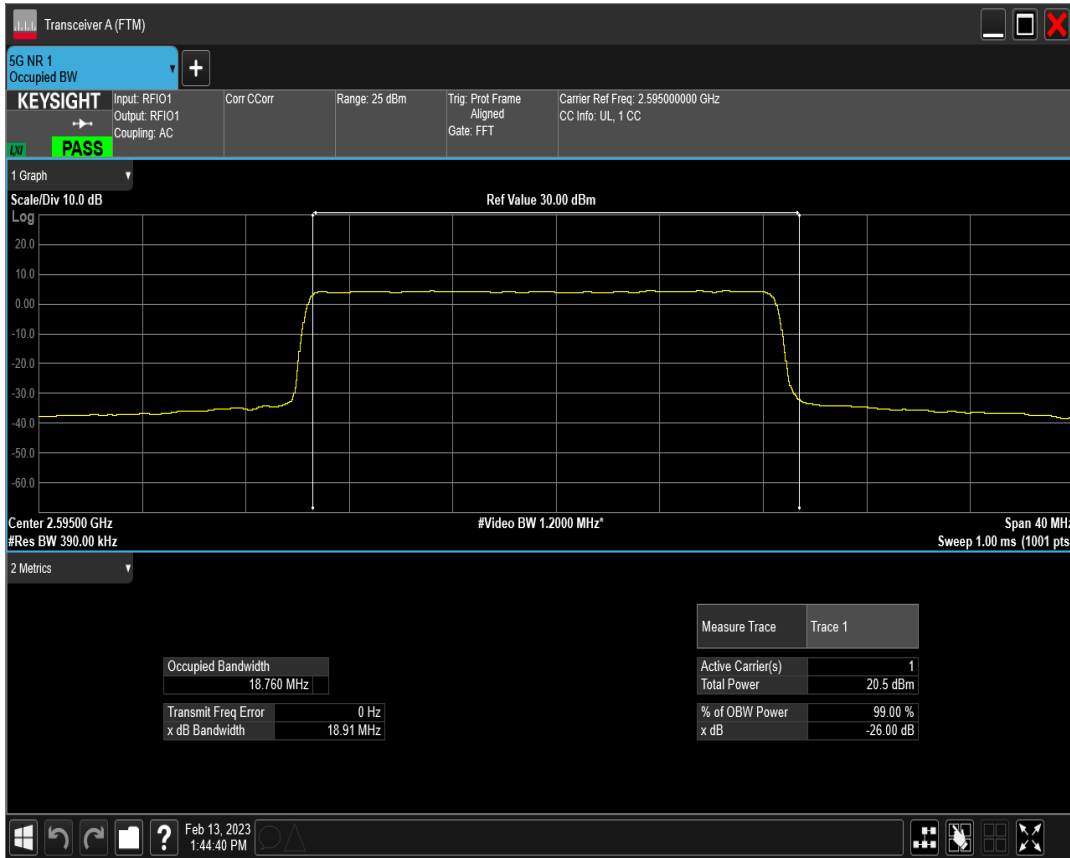 Transceiver A (FTM)
5G NR 1
Occupied BW
KEYSIGHT
LXI
PASS
Input: RFIO1
Output: RFIO1
Coupling: AC
Corr CCorr
Range: 25 dBm
Trig: Prot Frame
Aligned
Gate: FFT
Carrier Ref Freq: 2.595000000 GHz
CC Info: UL, 1 CC
1 Graph
Scale/Div 10.0 dB
Ref Value 30.00 dBm
Log
20.0
10.0
0.00
-10.0
-20.0
-30.0
-40.0
-50.0
-60.0
Center 2.59500 GHz
#Video BW 1.2000 MHz*
Span 40 MHz
#Res BW 390.00 kHz
Sweep 1.00 ms (1001 pts
2 Metrics
Measure Trace Trace 1
Occupied Bandwidth
18.760 MHz
Active Carrier(s) 1
Total Power 20.5 dBm
Transmit Freq Error 0 Hz
x dB Bandwidth 18.91 MHz
% of OBW Power 99.00 %
x dB -26.00 dB
?
Feb 13, 2023
1:44:40 PM